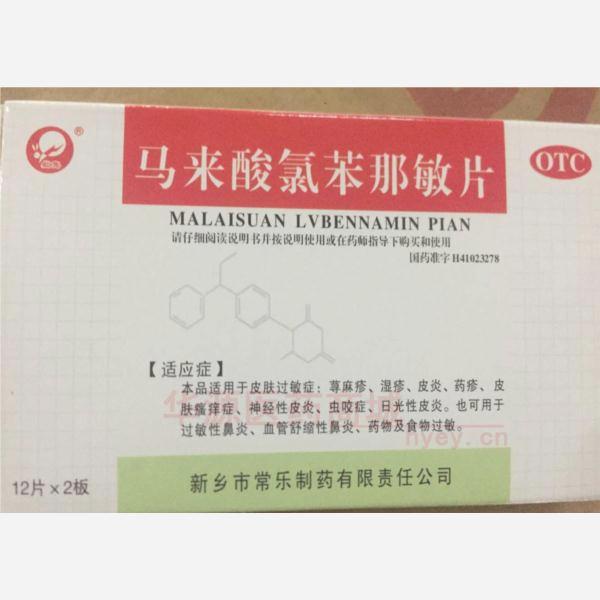 马来酸氯苯那敏片
OTC
MALAISUAN LVBENNAMIN PIAN
请仔细阅读说明书并按说明使用或在药师指导下购买和使用
国药准字H41023278
【适应症】
本品适用于皮肤过敏症：荨麻疹、湿疹、皮炎、药疹、皮
肤瘙痒症、神经性皮炎、虫咬症、日光性皮炎。也可用于
过敏性鼻炎、血管舒缩性鼻炎、药物及食物过敏。
hyey.cn
12片×2板
新乡市常乐制药有限责任公司